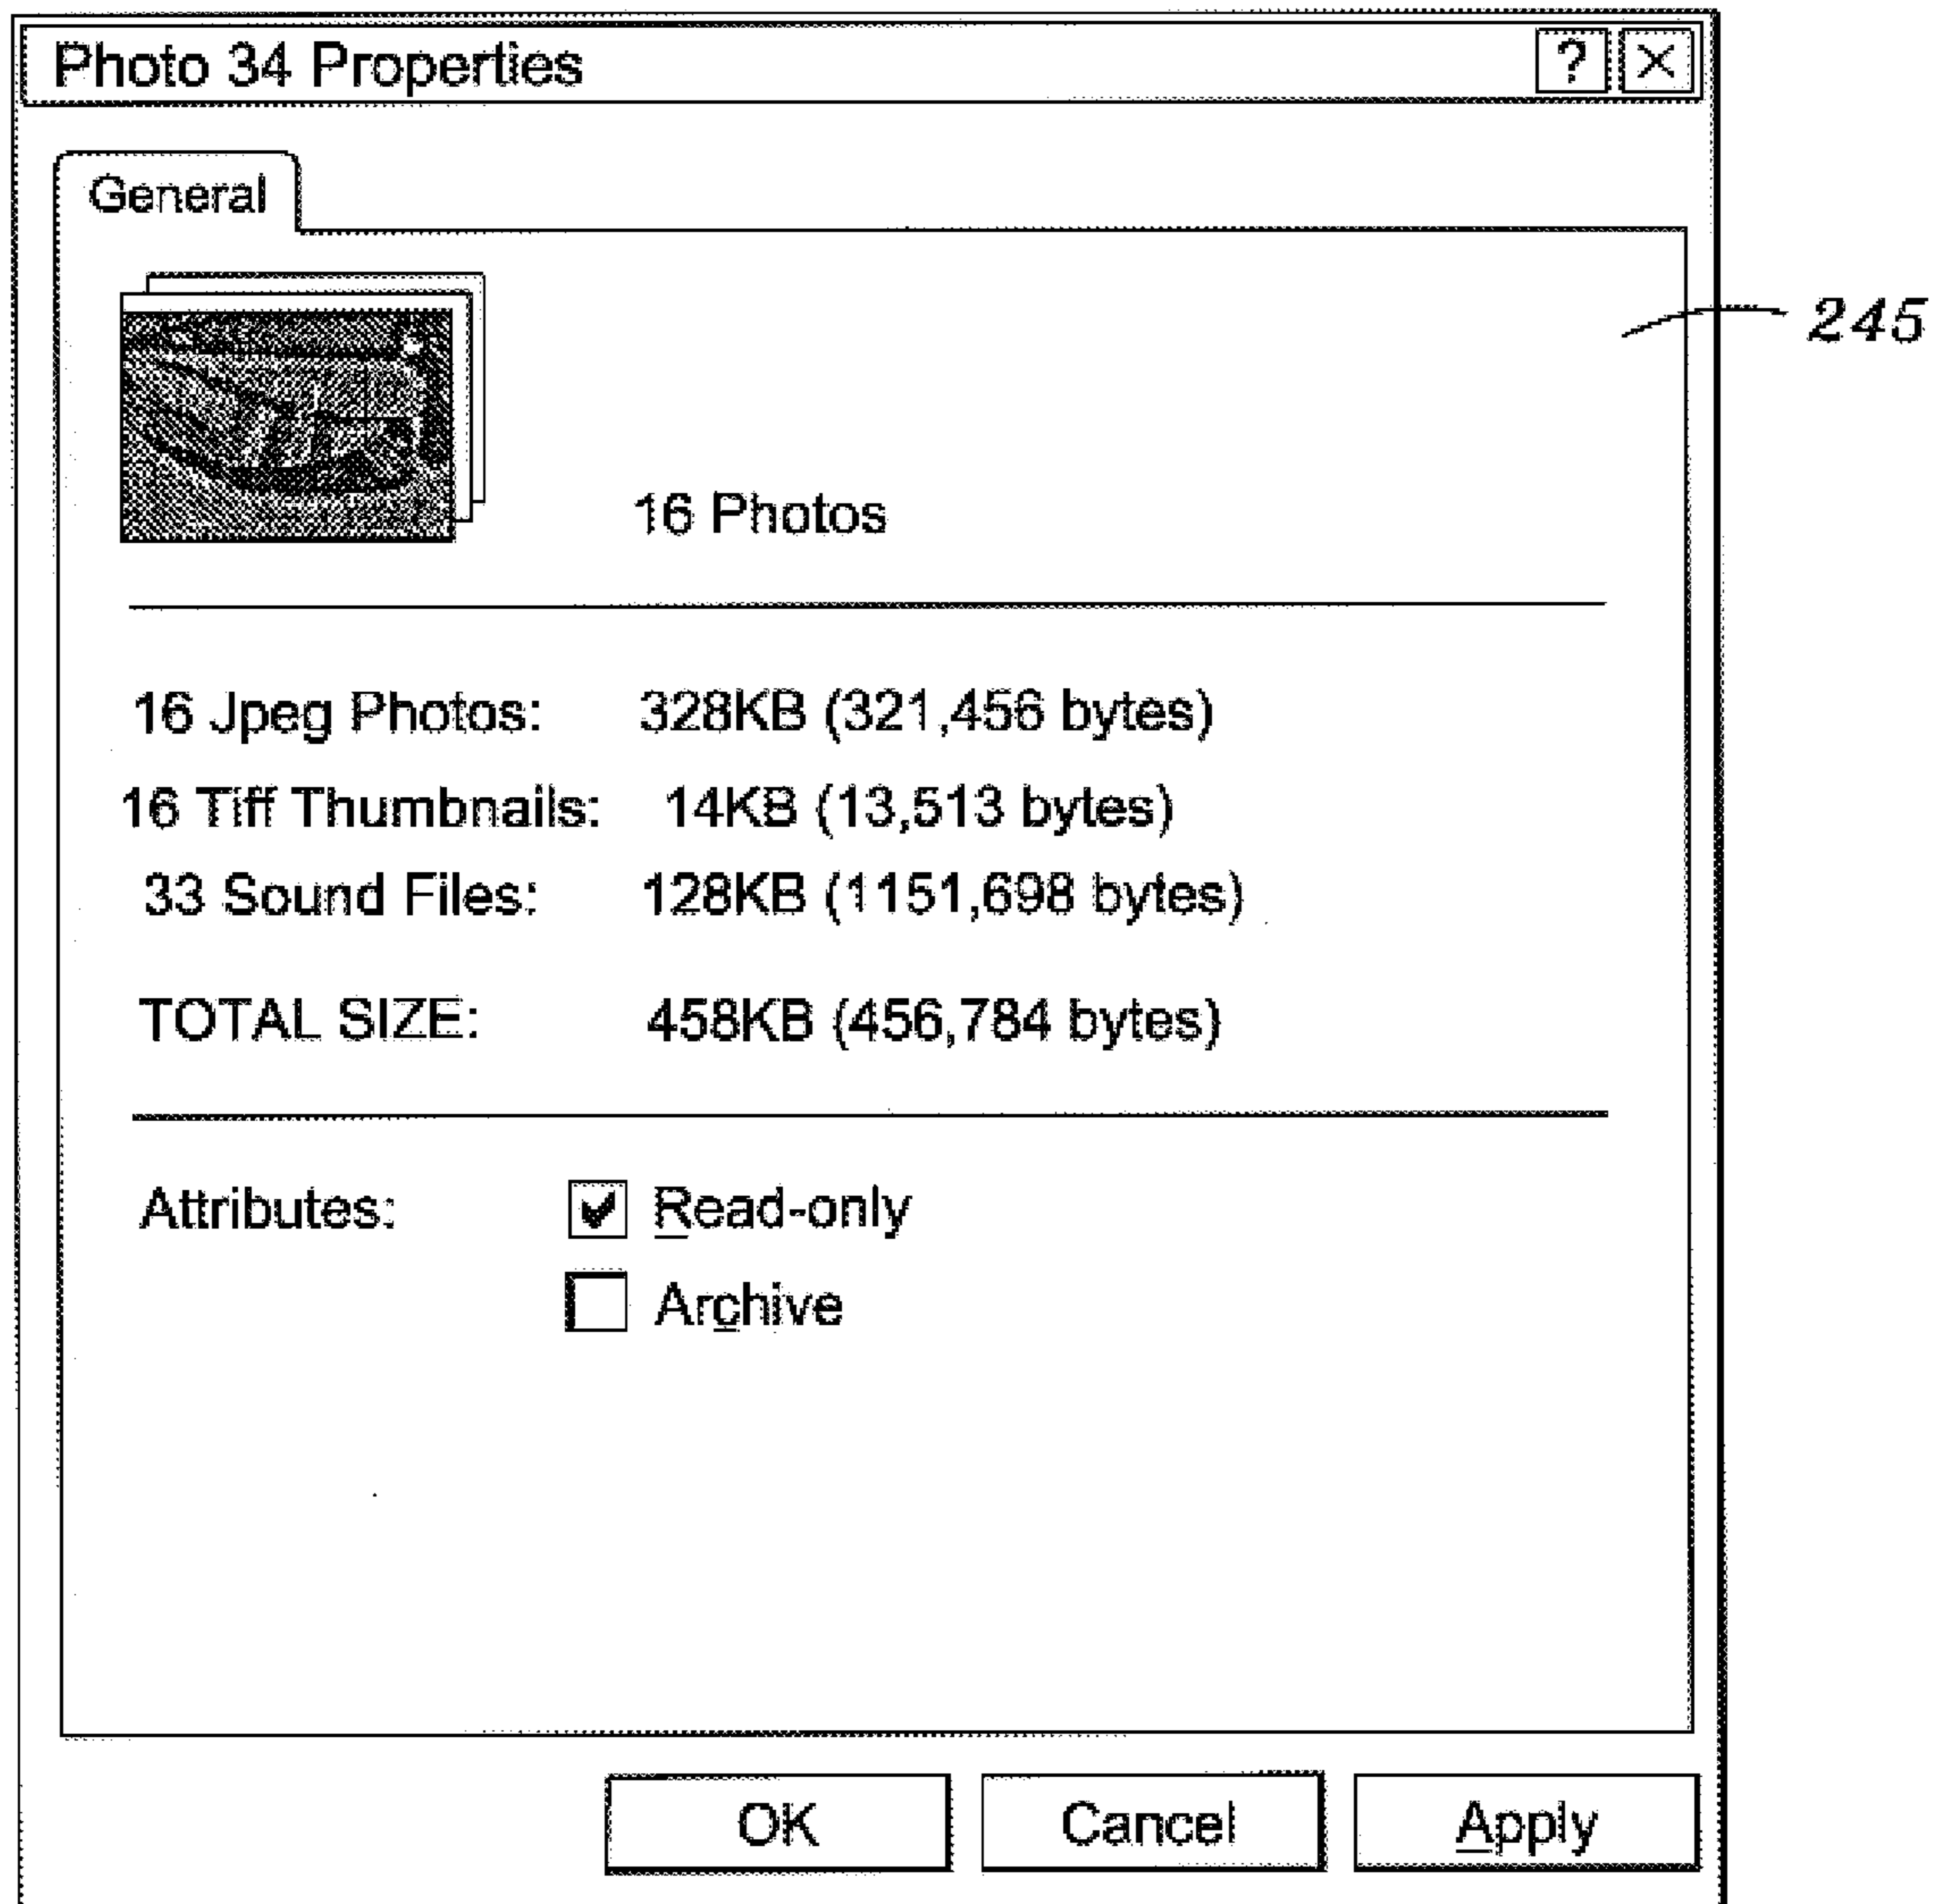 Photo 34 Properties ? X
General
245
16 Photos
16 Jpeg Photos: 328KB (321,456 bytes)
16 Tiff Thumbnails: 14KB (13,513 bytes)
33 Sound Files: 128KB (1151,698 bytes)
TOTAL SIZE: 458KB (456,784 bytes)
Attributes: Read-only
Archive
OK Cancel Apply